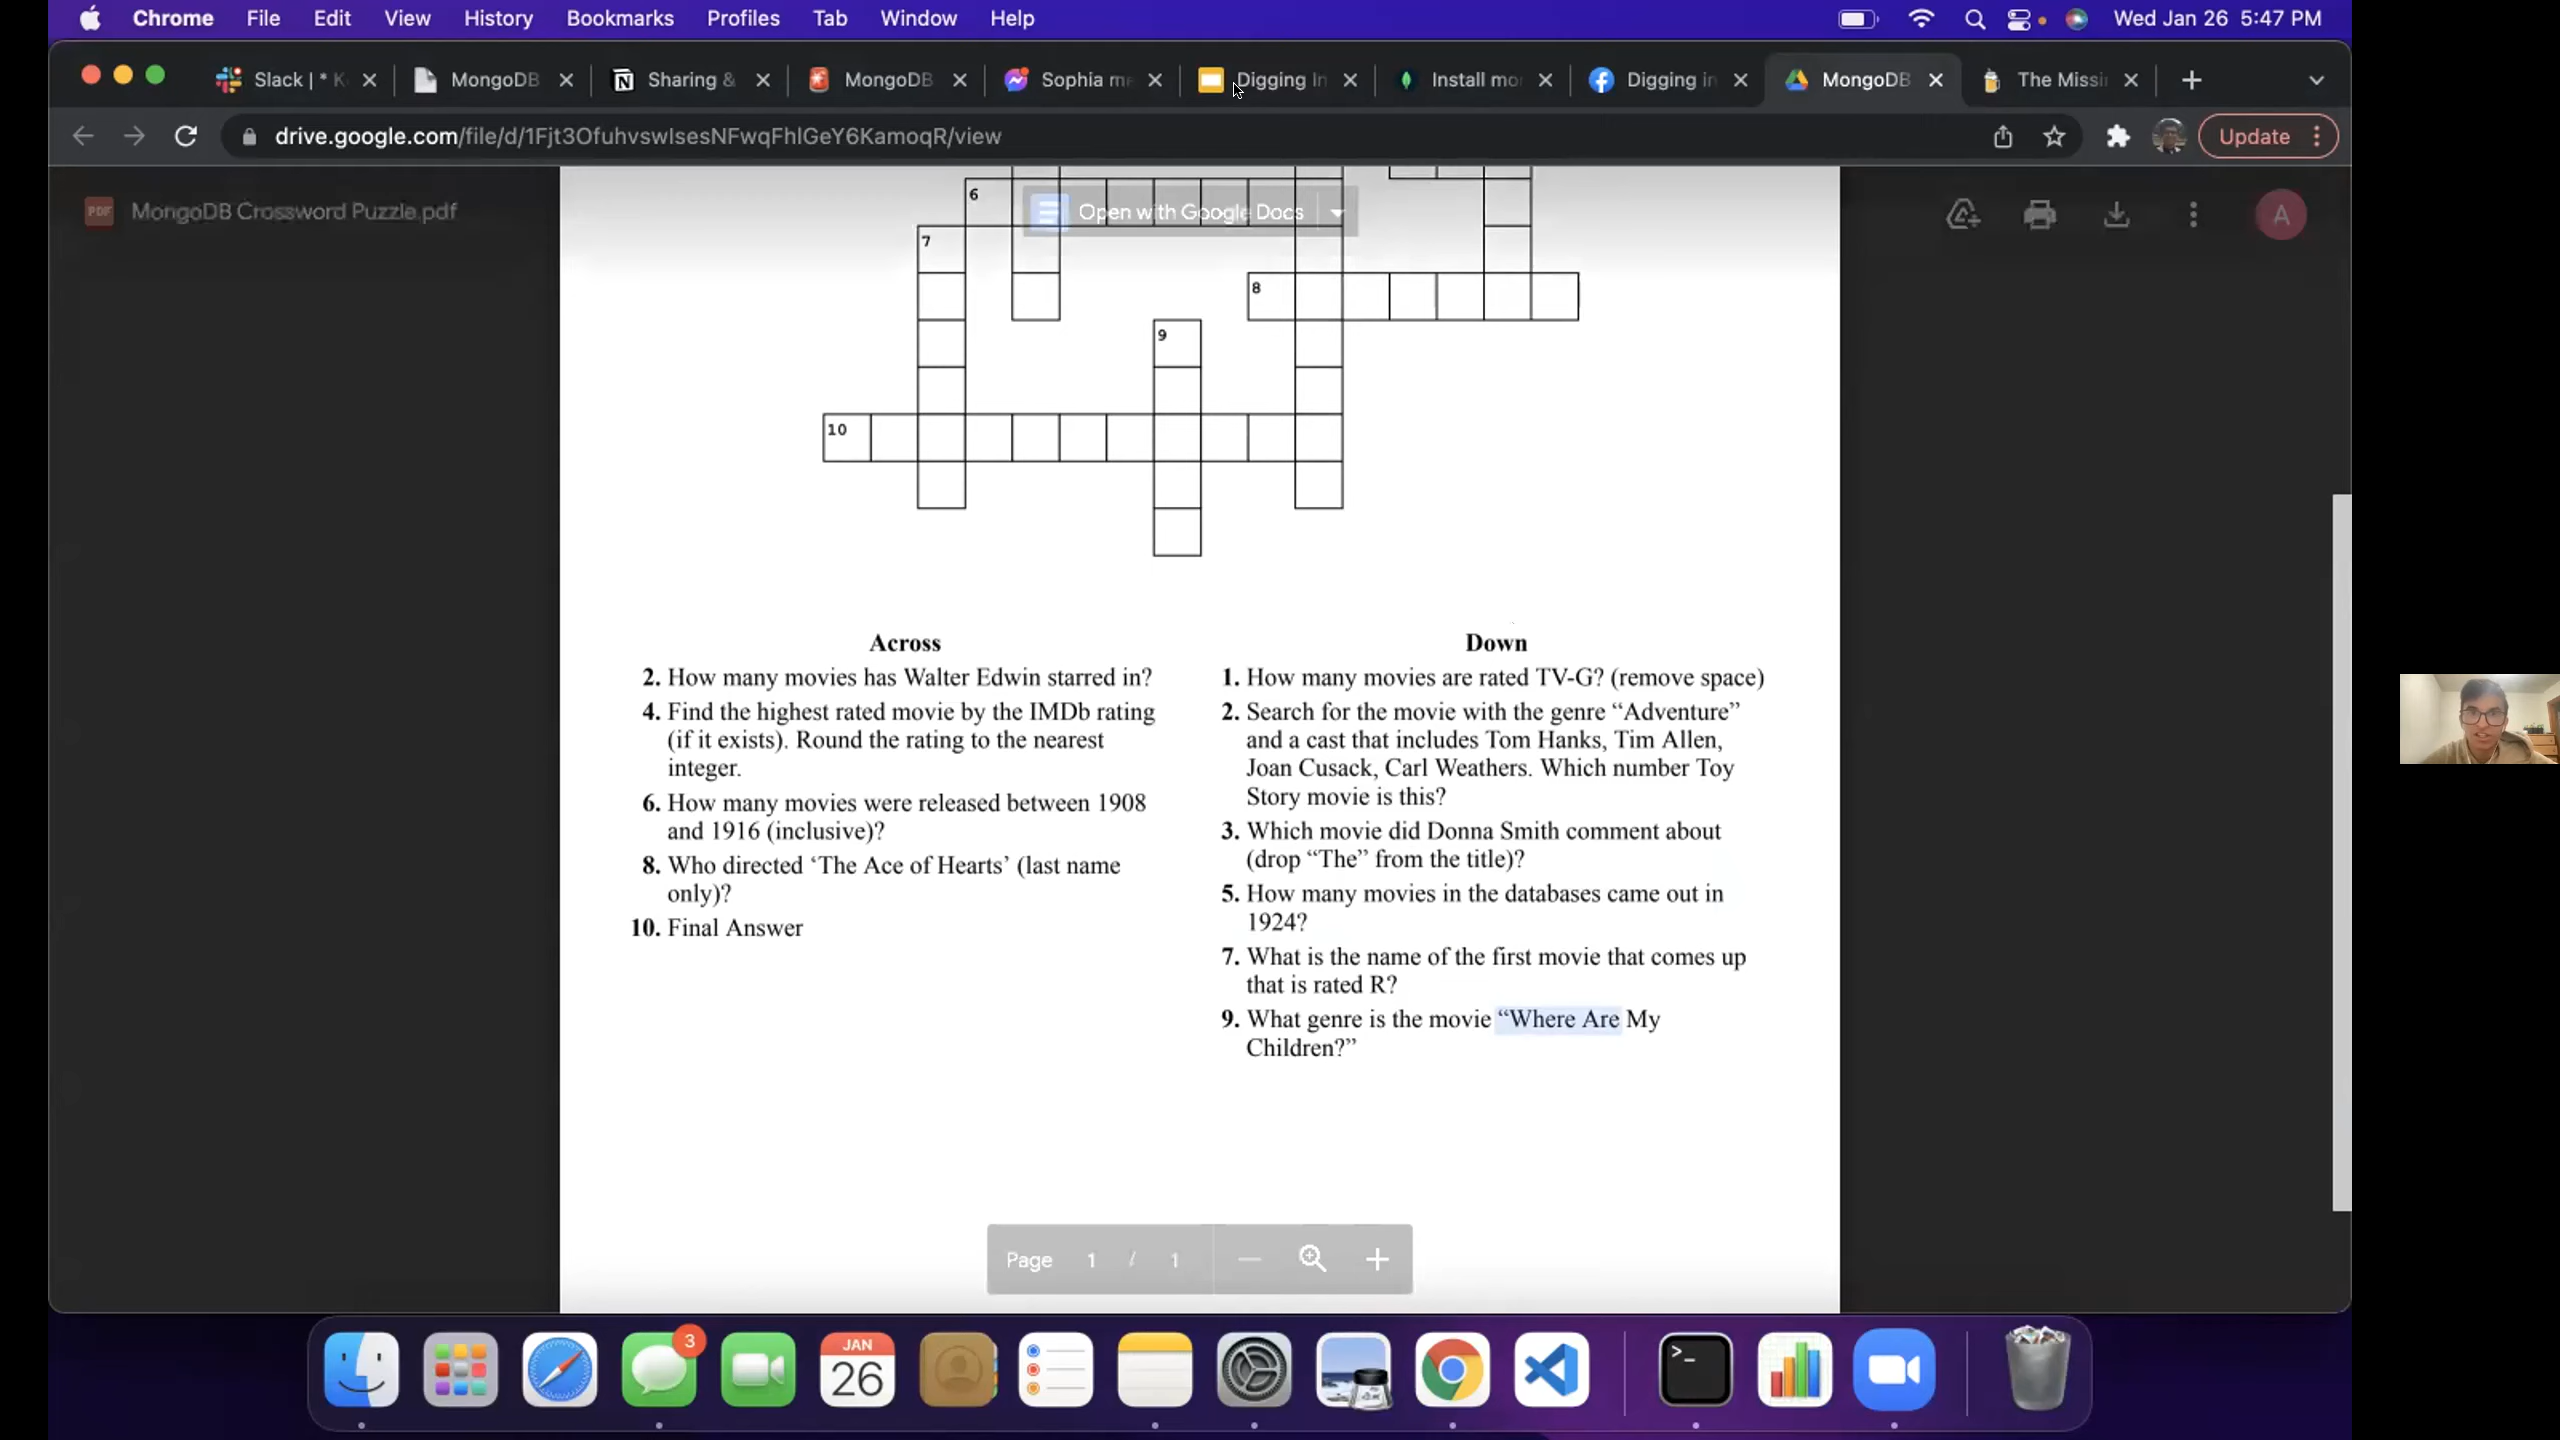 Chrome File Edit View History Bookmarks Profiles Tab Window Help Wed Jan 26 5:47 PM
Slack | * K MongoDB Sharing & MongoDB Sophia me Digging In Install mon Digging in MongoDB The Missi
drive.google.com/file/d/1Fjt3OfuhvswIsesNFwqFhlGeY6KamoqR/view Update
PDF MongoDB Crossword Puzzle.pdf
Open with Google Docs
A
6
7
8
9
10
Across
2. How many movies has Walter Edwin starred in?
4. Find the highest rated movie by the IMDb rating
(if it exists). Round the rating to the nearest
integer.
6. How many movies were released between 1908
and 1916 (inclusive)?
8. Who directed ‘The Ace of Hearts’ (last name
only)?
10. Final Answer
Down
1. How many movies are rated TV-G? (remove space)
2. Search for the movie with the genre “Adventure”
and a cast that includes Tom Hanks, Tim Allen,
Joan Cusack, Carl Weathers. Which number Toy
Story movie is this?
3. Which movie did Donna Smith comment about
(drop “The” from the title)?
5. How many movies in the databases came out in
1924?
7. What is the name of the first movie that comes up
that is rated R?
9. What genre is the movie “Where Are My
Children?”
Page 1 / 1
3
JAN
26